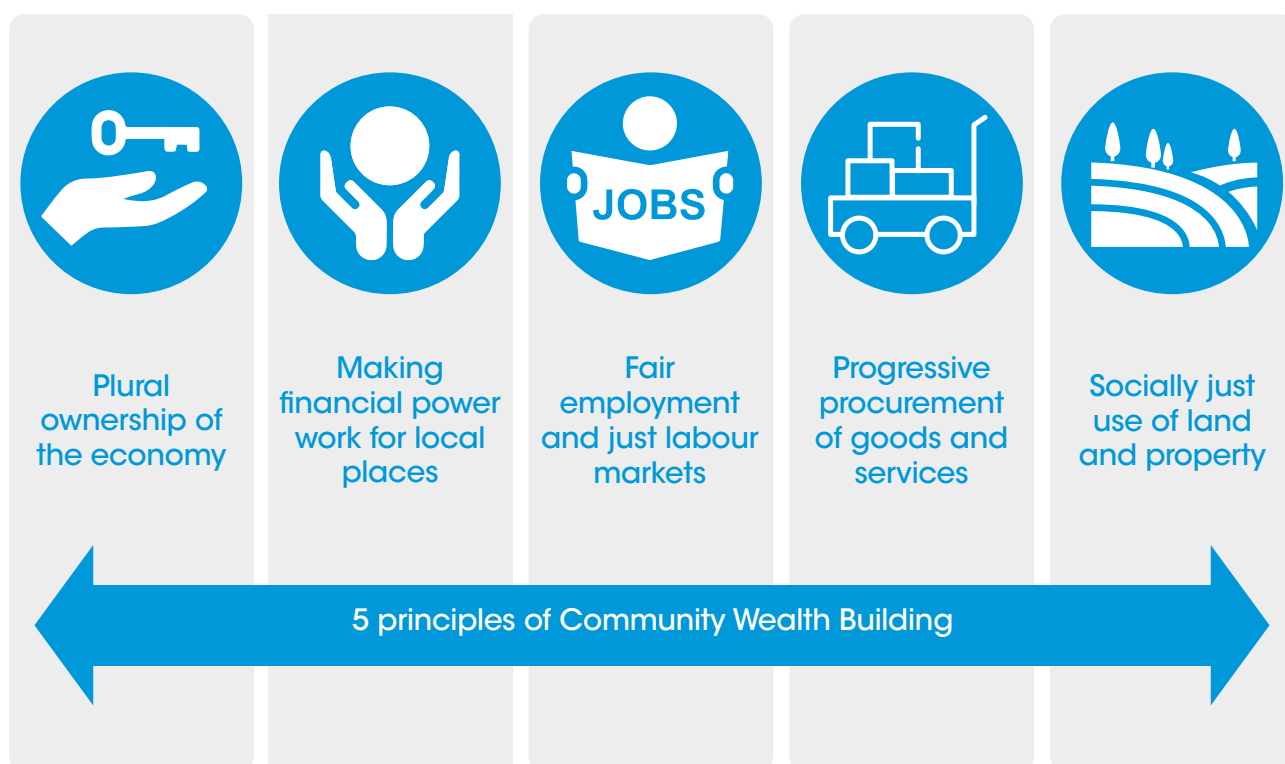 Plural
ownership of
the economy
Making
financial power
work for local
places
JOBS
Fair
employment
and just labour
markets
Progressive
procurement
of goods and
services
Socially just
use of land
and property
5 principles of Community Wealth Building